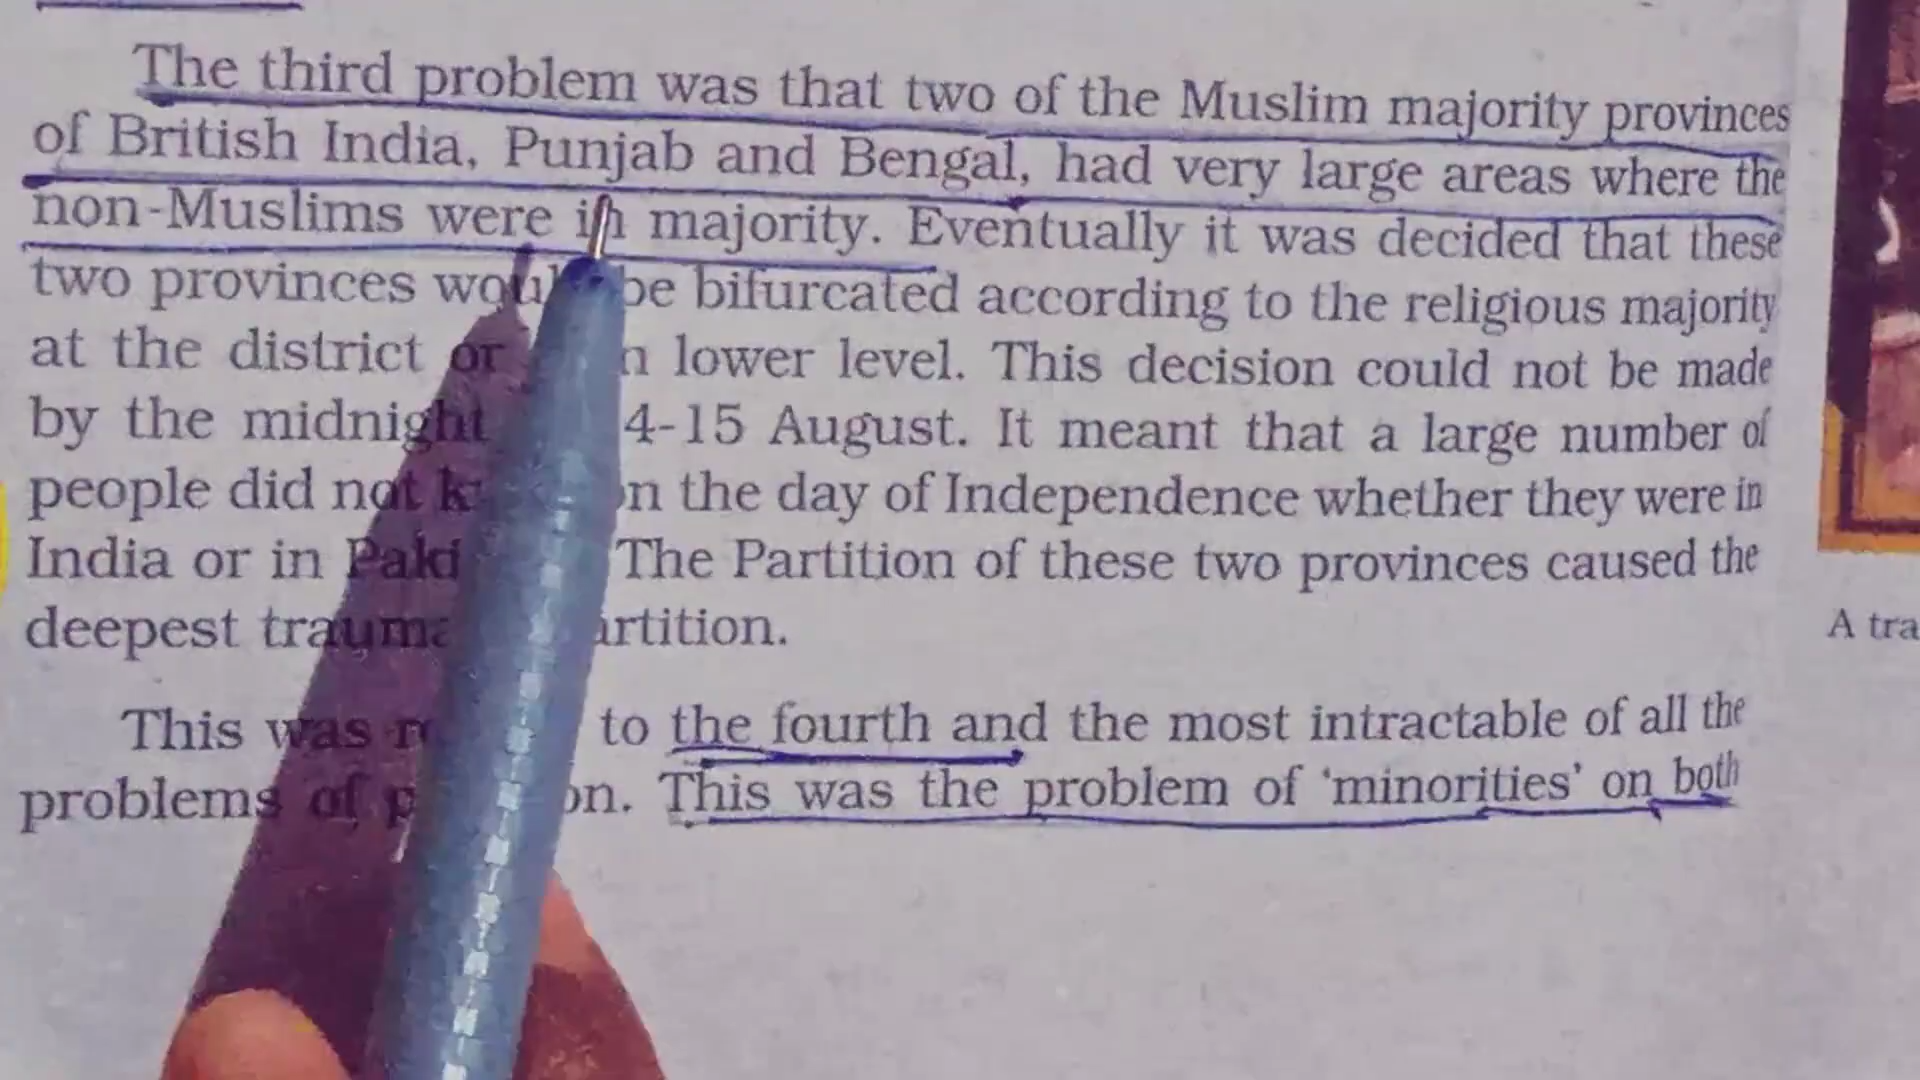 The third problem was that two of the Muslim majority provinces
of British India, Punjab and Bengal, had very large areas where the
non-Muslims were in majority. Eventually it was decided that these
two provinces be bifurcated according to the religious majority
at the district or lower level. This decision could not be made
by the midnight 4-15 August. It meant that a large number of
people did not the day of Independence whether they were in
India or in The Partition of these two provinces caused the
deepest
This was to the fourth and the most intractable of all the
problems of This was the problem of 'minorities' on both
A tra